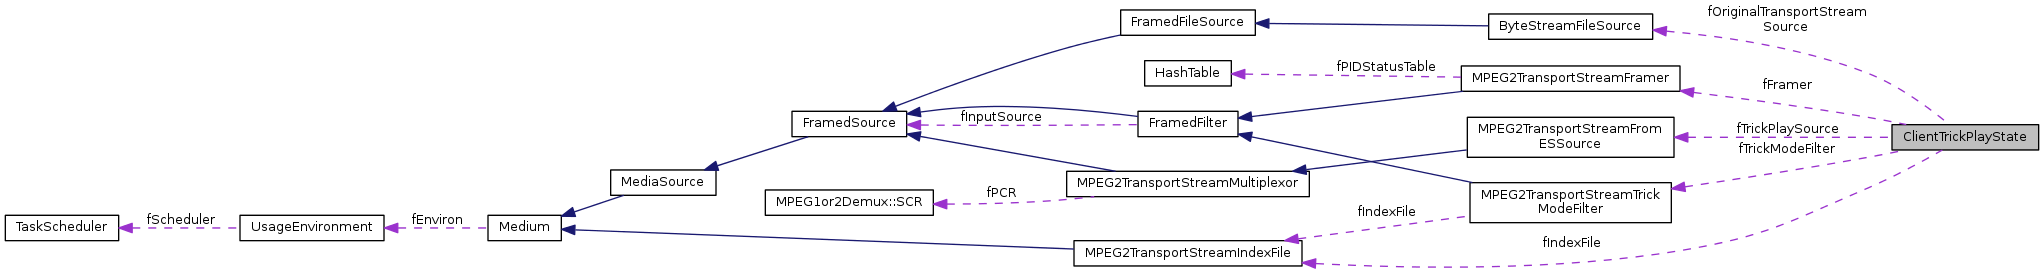 fOriginalTransportStream
Source
FramedFileSource
ByteStreamFileSource
fPIDStatusTable
HashTable
MPEG2TransportStreamFramer
fFramer
FramedSource
fInputSource
FramedFilter
MPEG2TransportStreamFrom
ESSource
fTrickPlaySource
ClientTrickPlayState
fTrickModeFilter
MediaSource
MPEG2TransportStreamMultiplexor
MPEG1or2Demux::SCR
fPCR
MPEG2TransportStreamTrick
ModeFilter
fIndexFile
TaskScheduler
fScheduler
UsageEnvironment
fEnviron
Medium
MPEG2TransportStreamIndexFile
fIndexFile